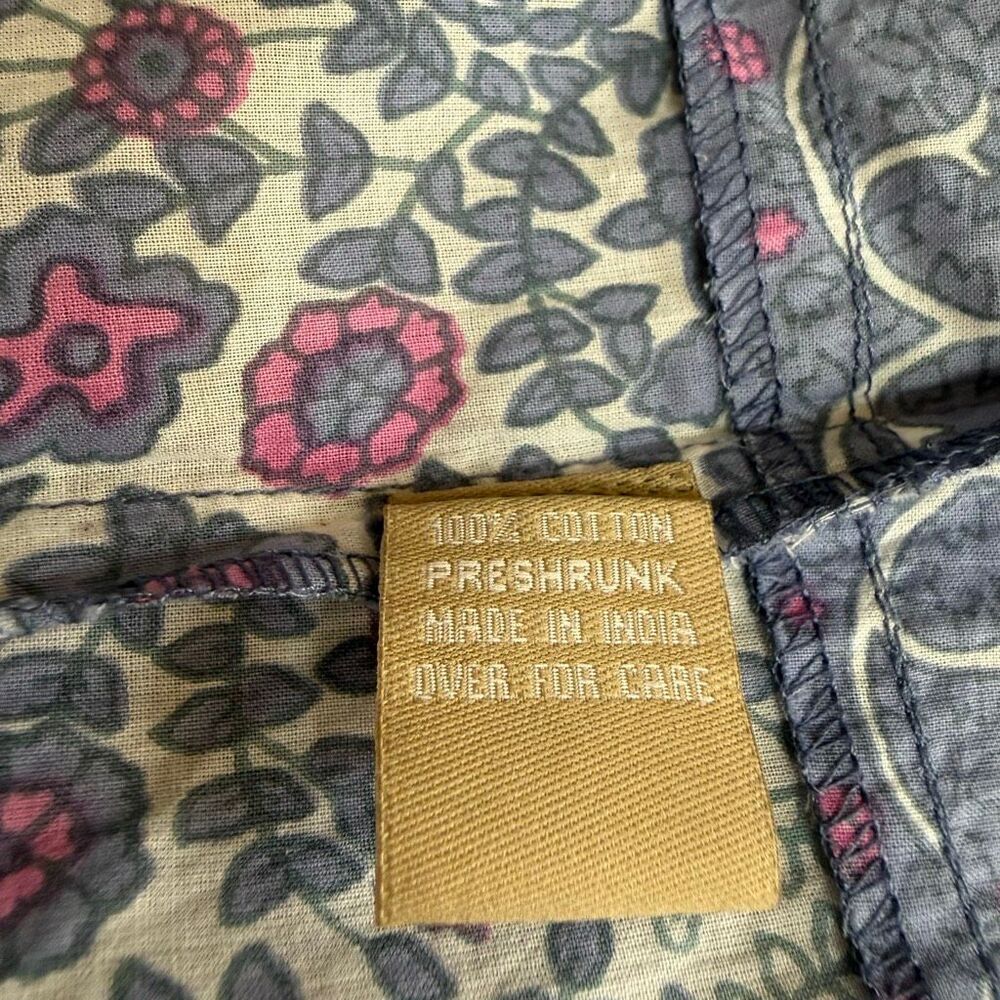 100% COTTON
PRESHRUNK
MADE IN INDIA
OVER FOR CARE